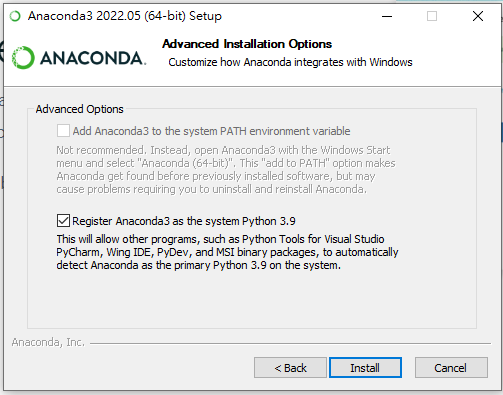 Anaconda3 2022.05 (64-bit) Setup
ANACONDA.
Advanced Installation Options
Customize how Anaconda integrates with Windows
Advanced Options
Add Anaconda3 to the system PATH environment variable
Not recommended. Instead, open Anaconda3 with the Windows Start
menu and select "Anaconda (64-bit)". This "add to PATH" option makes
Anaconda get found before previously installed software, but may
cause problems requiring you to uninstall and reinstall Anaconda.
Register Anaconda3 as the system Python 3.9
This will allow other programs, such as Python Tools for Visual Studio
PyCharm, Wing IDE, PyDev, and MSI binary packages, to automatically
detect Anaconda as the primary Python 3.9 on the system.
Anaconda, Inc.
< Back
Install
Cancel